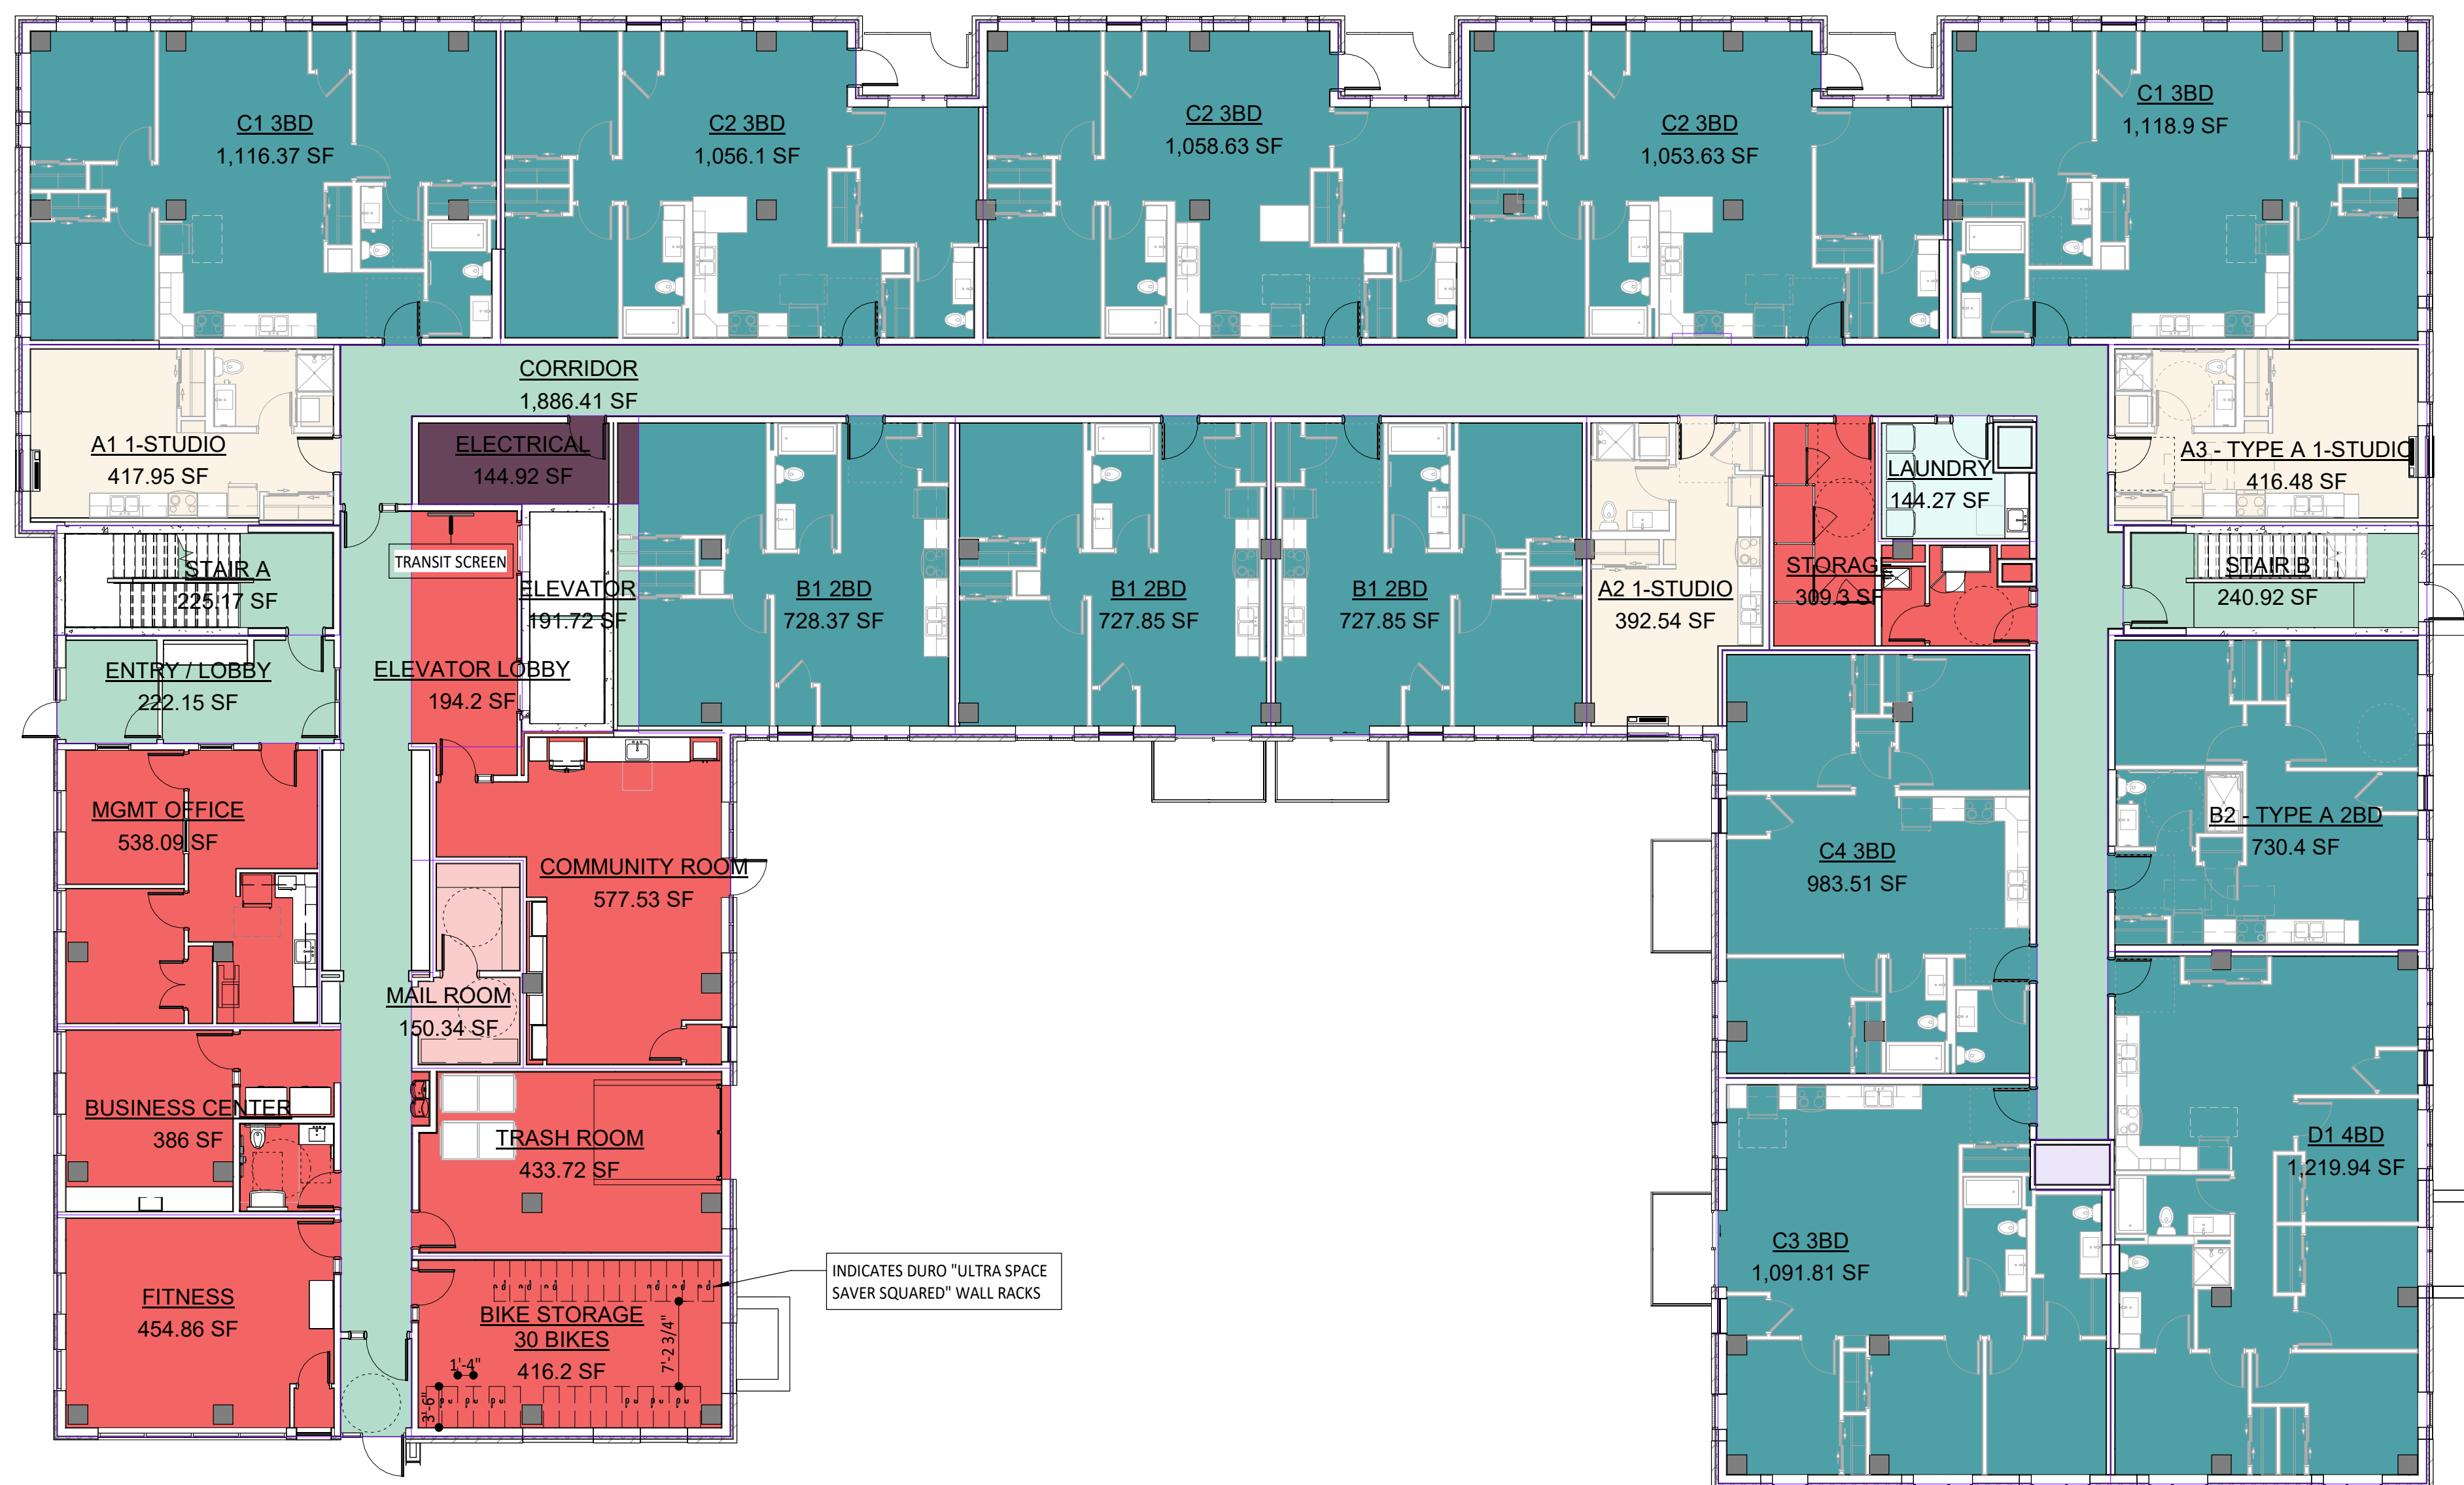 C1 3BD
1,116.37 SF
C2 3BD
1,056.1 SF
C2 3BD
1,058.63 SF
C2 3BD
1,053.63 SF
C1 3BD
1,118.9 SF
CORRIDOR
1,886.41 SF
A1 1-STUDIO
417.95 SF
ELECTRICAL
144.92 SF
A3 - TYPE A 1-STUDIO
416.48 SF
LAUNDRY
144.27 SF
TRANSIT SCREEN
STAIR A
225.17 SF
ELEVATOR
191.72 SF
B1 2BD
728.37 SF
B1 2BD
727.85 SF
B1 2BD
727.85 SF
A2 1-STUDIO
392.54 SF
STORAGE
309.3 SF
STAIR B
240.92 SF
ENTRY / LOBBY
222.15 SF
ELEVATOR LOBBY
194.2 SF
MGMT OFFICE
538.09 SF
COMMUNITY ROOM
577.53 SF
C4 3BD
983.51 SF
B2 - TYPE A 2BD
730.4 SF
MAIL ROOM
150.34 SF
BUSINESS CENTER
386 SF
TRASH ROOM
433.72 SF
D1 4BD
1,219.94 SF
C3 3BD
1,091.81 SF
INDICATES DURO "ULTRA SPACE
SAVER SQUARED" WALL RACKS
FITNESS
454.86 SF
BIKE STORAGE
30 BIKES
416.2 SF
1'-4"
7'-2 3/4"
3'-6"